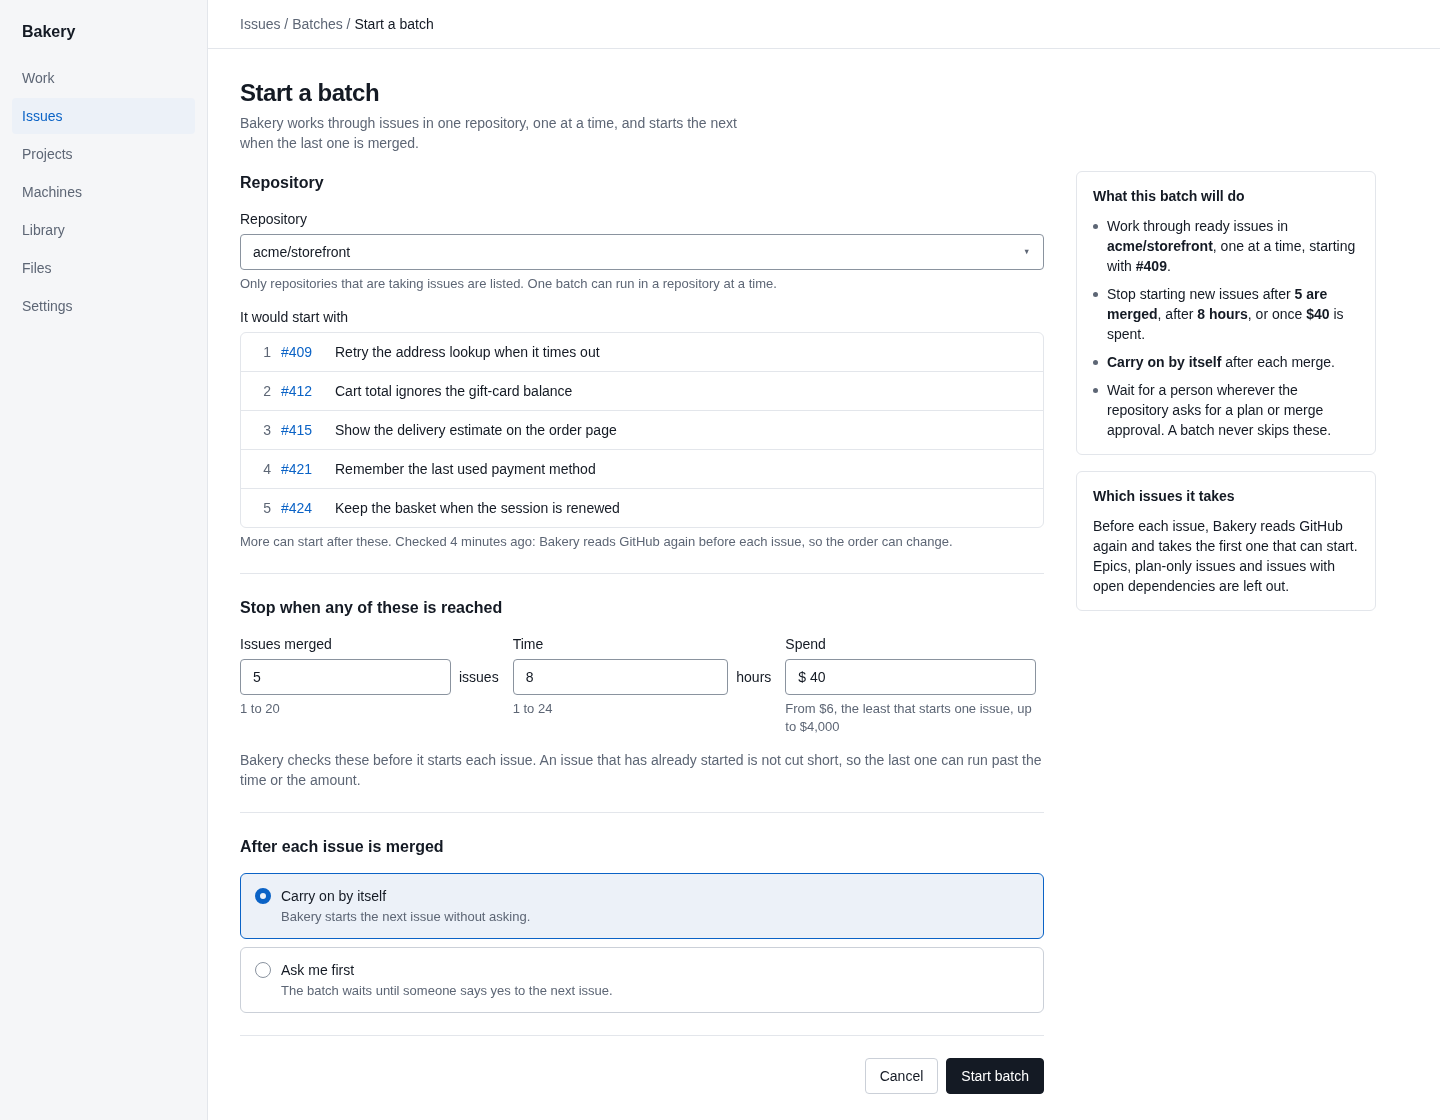 Bakery
Work
Issues
Projects
Machines
Library
Files
Settings
Issues / Batches / Start a batch
Start a batch
Bakery works through issues in one repository, one at a time, and starts the next
when the last one is merged.
Repository
Repository
acme/storefront
Only repositories that are taking issues are listed. One batch can run in a repository at a time.
It would start with
1 #409 Retry the address lookup when it times out
2 #412 Cart total ignores the gift-card balance
3 #415 Show the delivery estimate on the order page
4 #421 Remember the last used payment method
5 #424 Keep the basket when the session is renewed
More can start after these. Checked 4 minutes ago: Bakery reads GitHub again before each issue, so the order can change.
Stop when any of these is reached
Issues merged Time Spend
5 issues 8 hours $ 40
1 to 20 1 to 24 From $6, the least that starts one issue, up
to $4,000
Bakery checks these before it starts each issue. An issue that has already started is not cut short, so the last one can run past the
time or the amount.
After each issue is merged
Carry on by itself
Bakery starts the next issue without asking.
Ask me first
The batch waits until someone says yes to the next issue.
Cancel Start batch
What this batch will do
Work through ready issues in
acme/storefront, one at a time, starting
with #409.
Stop starting new issues after 5 are
merged, after 8 hours, or once $40 is
spent.
Carry on by itself after each merge.
Wait for a person wherever the
repository asks for a plan or merge
approval. A batch never skips these.
Which issues it takes
Before each issue, Bakery reads GitHub
again and takes the first one that can start.
Epics, plan-only issues and issues with
open dependencies are left out.